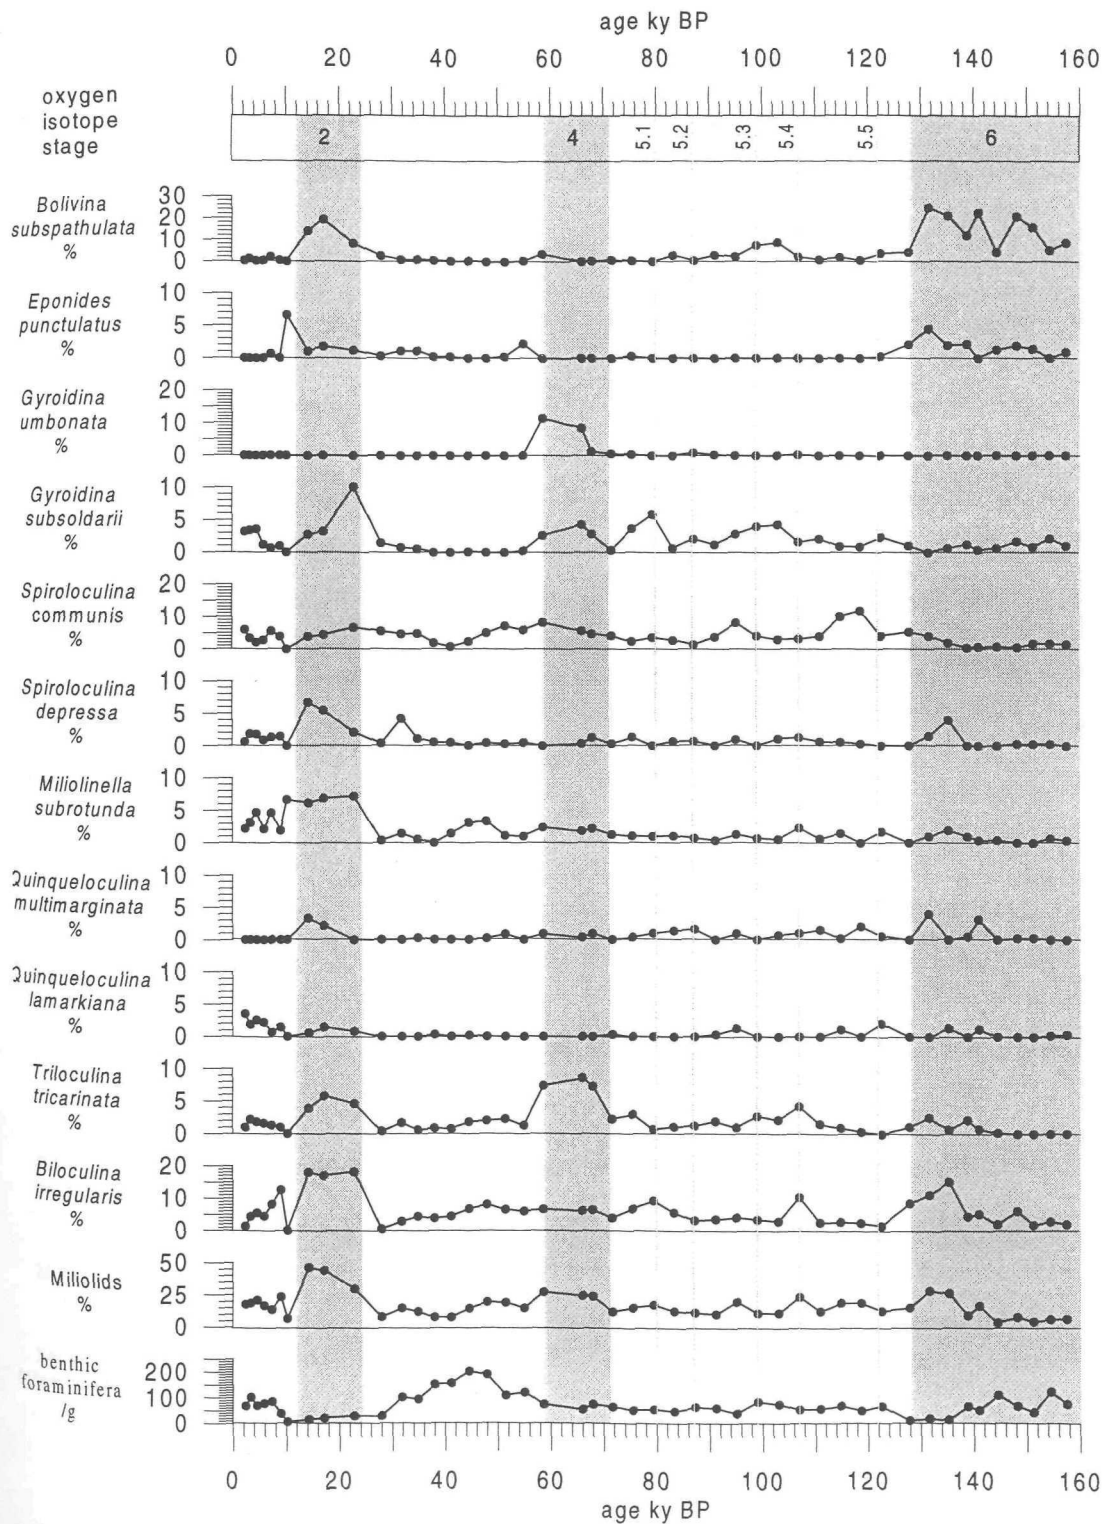 age ky BP
0 20 40 60 80 100 120 140 160
oxygen
isotope
stage
2 4 5.1 5.2 5.3 5.4 5.5 6
Bolivina
subspathulata
%
30
20
10
0
Eponides
punctulatus
%
10
5
0
Gyroidina
umbonata
%
20
10
0
Gyroidina
subsoldarii
%
10
5
0
Spiroloculina
communis
%
20
10
0
Spiroloculina
depressa
%
10
5
0
Miliolinella
subrotunda
%
10
5
0
Quinqueloculina
multimarginata
%
10
5
0
Quinqueloculina
lamarkiana
%
10
5
0
Triloculina
tricarinata
%
10
5
0
Biloculina
irregularis
%
20
10
0
Miliolids
%
50
25
0
benthic
foraminifera
/g
200
100
0
0 20 40 60 80 100 120 140 160
age ky BP